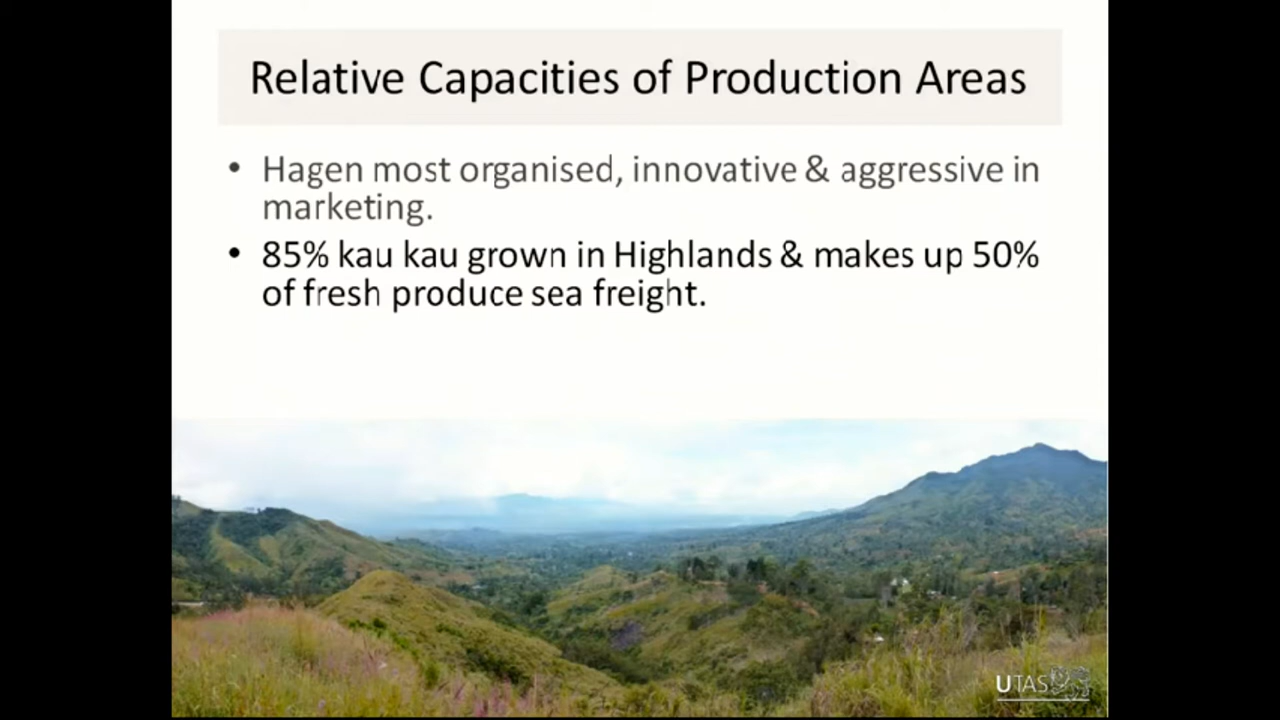 Relative Capacities of Production Areas
• Hagen most organised, innovative & aggressive in
marketing.
• 85% kau kau grown in Highlands & makes up 50%
of fresh produce sea freight.
UTAS